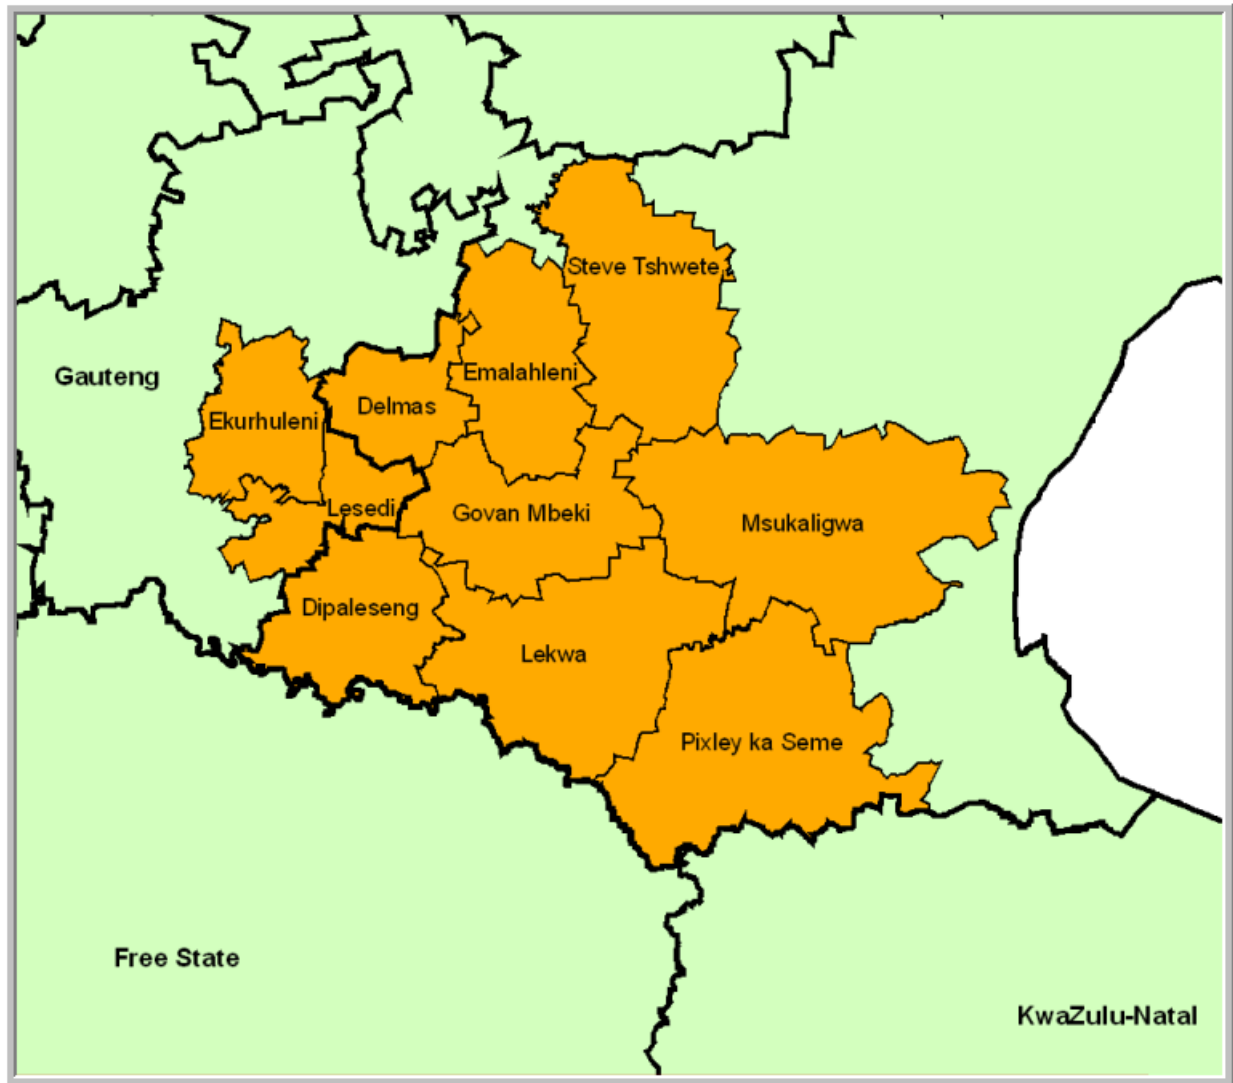 Steve Tshwete
Gauteng
Emalahleni
Delmas
Ekurhuleni
Lesedi
Govan Mbeki
Msukaligwa
Dipaleseng
Lekwa
Pixley ka Seme
Free State
KwaZulu-Natal